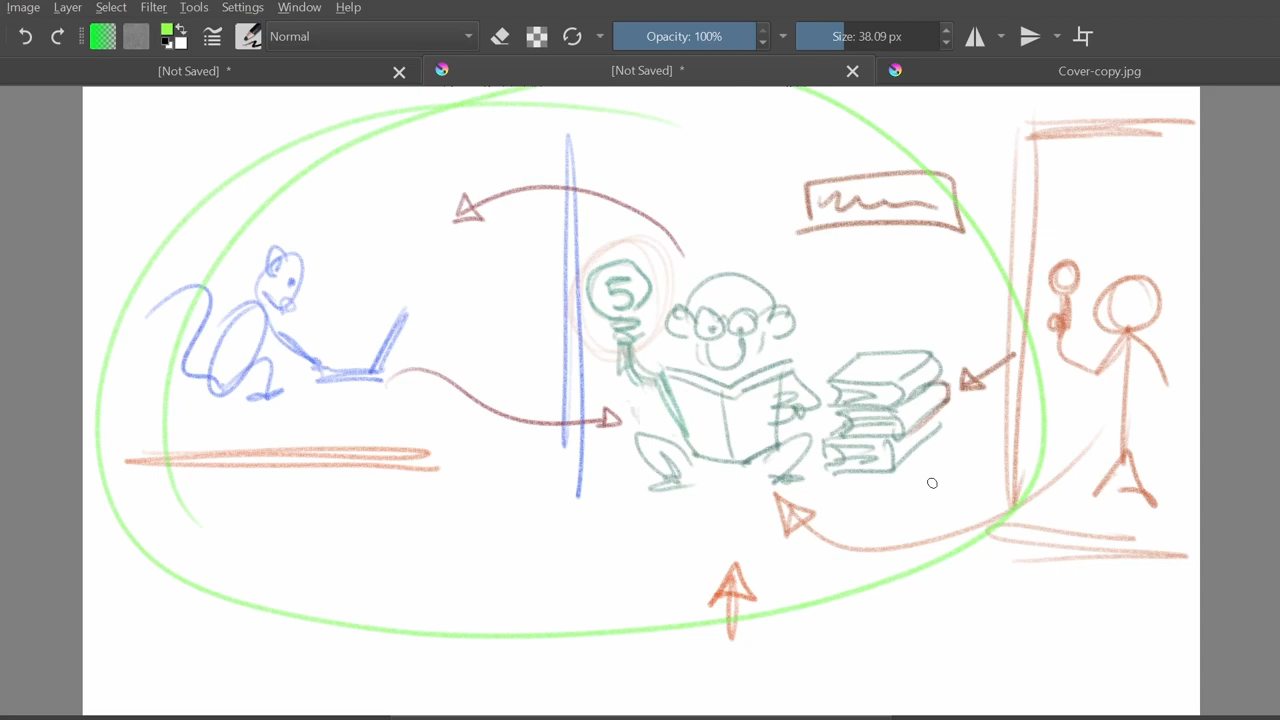 Image Layer Select Filter Tools Settings Window Help
Normal Opacity: 100% Size: 38.09 px
[Not Saved] * [Not Saved] * Cover-copy.jpg
5